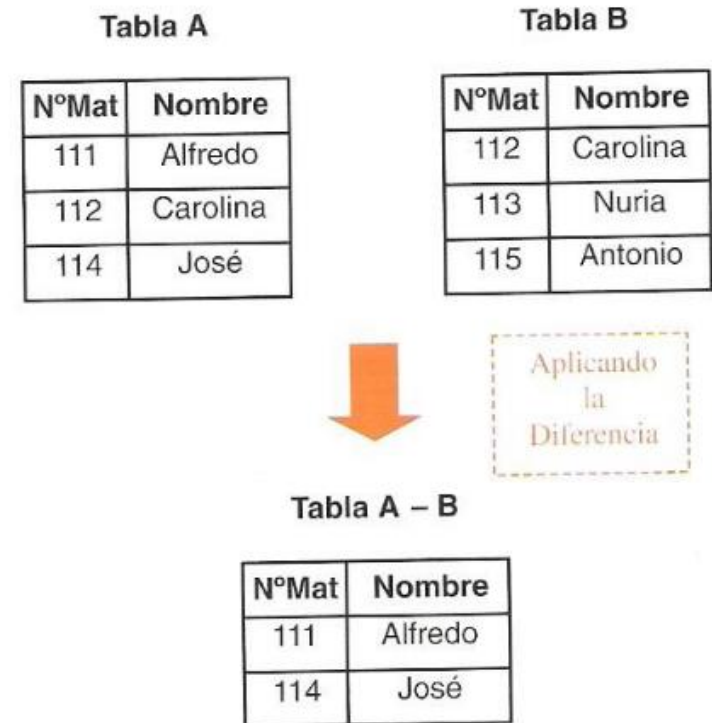 Tabla A
NºMat Nombre
111 Alfredo
112 Carolina
114 José
Tabla B
NºMat Nombre
112 Carolina
113 Nuria
115 Antonio
Aplicando
la
Diferencia
Tabla A – B
NºMat Nombre
111 Alfredo
114 José